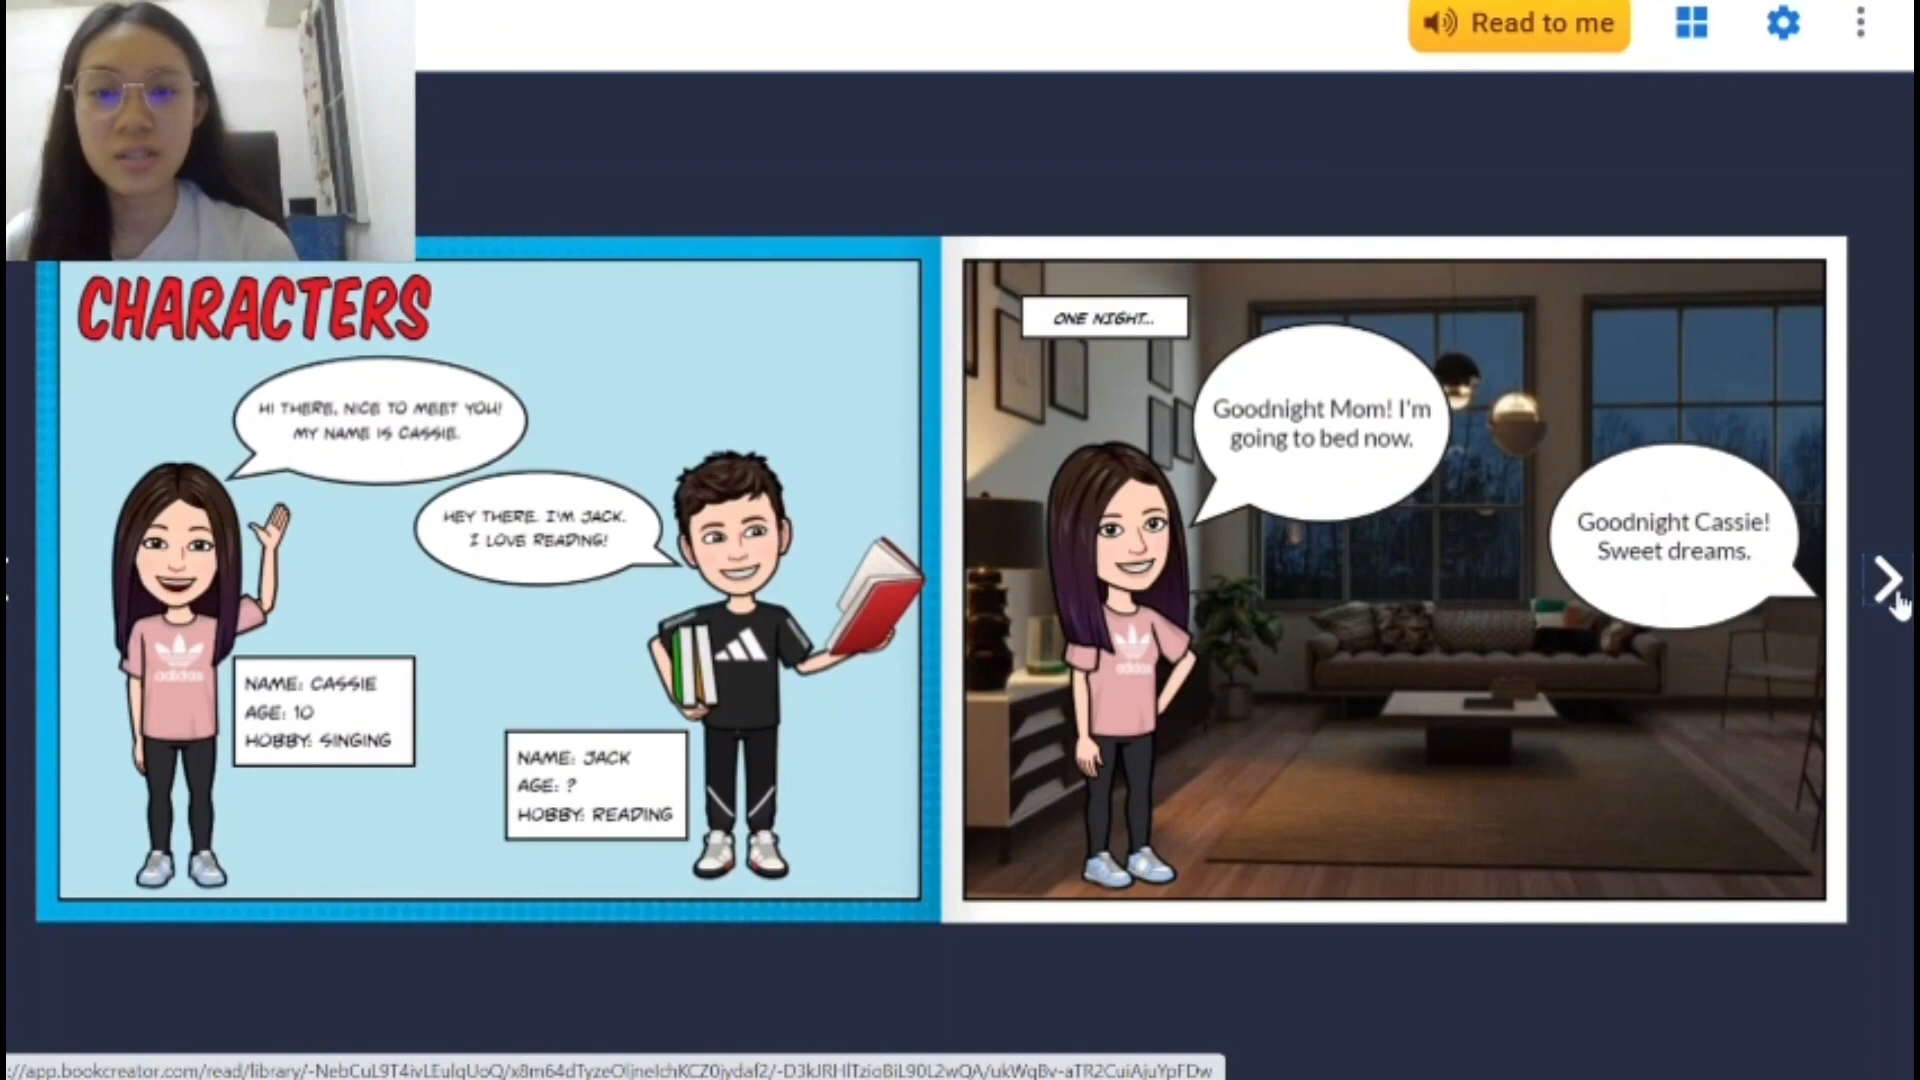 Read to me
CHARACTERS
HI THERE, NICE TO MEET YOU!
MY NAME IS CASSIE.
HEY THERE. I'M JACK.
I LOVE READING!
adidas
NAME: CASSIE
AGE: 10
HOBBY: SINGING
NAME: JACK
AGE: ?
HOBBY: READING
ONE NIGHT...
Goodnight Mom! I'm
going to bed now.
Goodnight Cassie!
Sweet dreams.
adidas